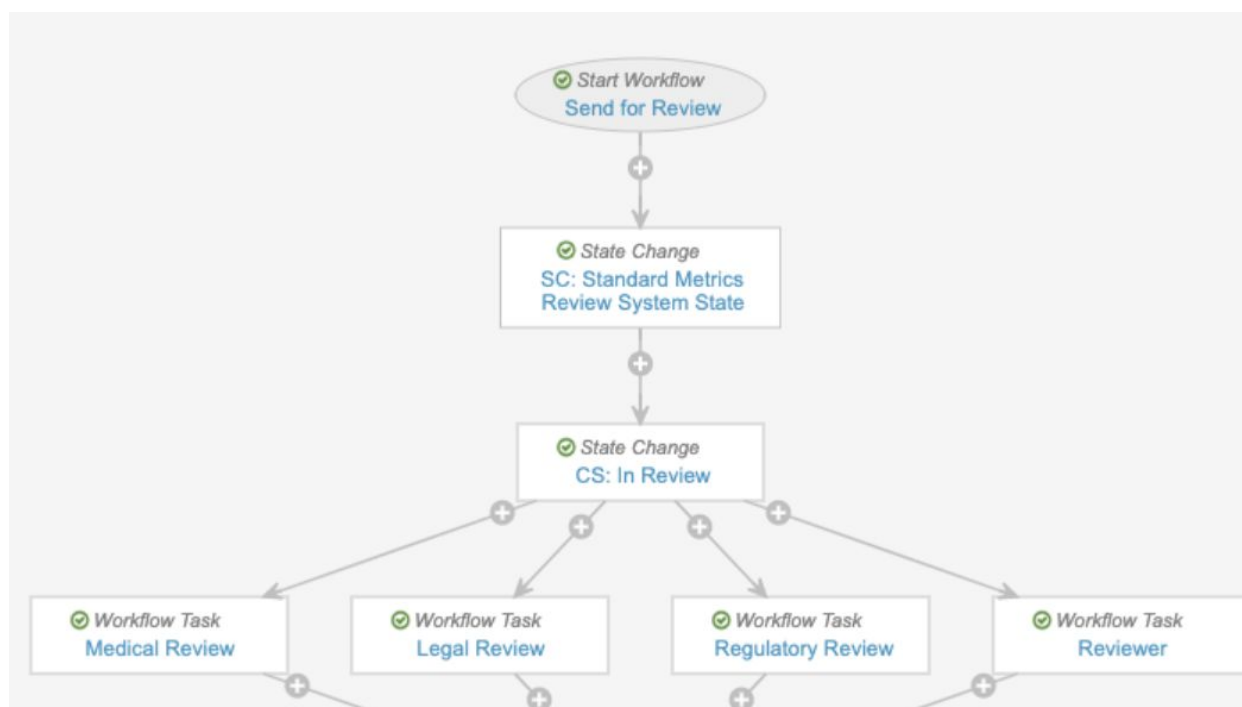 Start Workflow
Send for Review
State Change
SC: Standard Metrics
Review System State
State Change
CS: In Review
Workflow Task
Medical Review
Workflow Task
Legal Review
Workflow Task
Regulatory Review
Workflow Task
Reviewer